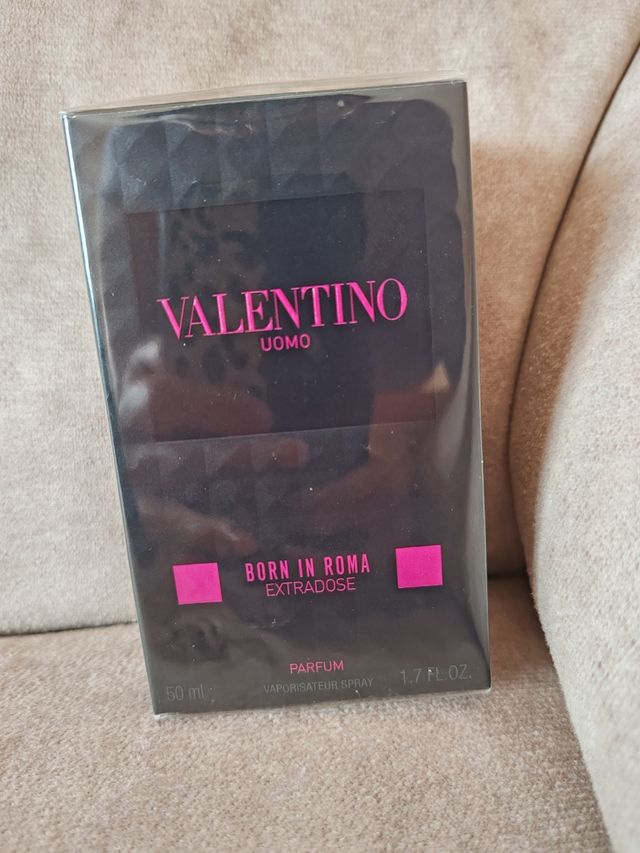 VALENTINO
UOMO
BORN IN ROMA
EXTRADOSE
PARFUM
50 ml
VAPORISATEUR SPRAY
1.7 FL.OZ.